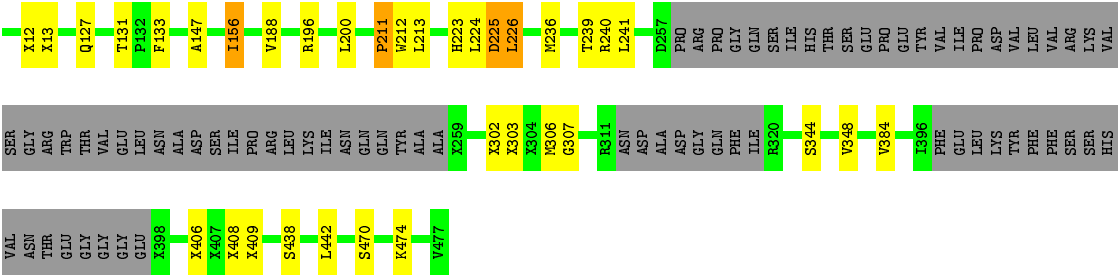 X12 X13 Q127 T131 P132 F133 A147 I156 V188 R196 L200 P211 W212 L213 H223 L224 D225 L226 M236 T239 R240 L241 D257 PRO ARG PRO GLY GLN SER ILE HIS THR SER GLU PRO GLU TYR VAL ILE PRO ASP VAL LEU VAL ARG LYS VAL
SER GLY ARG TRP THR VAL GLU LEU ASN ALA ASP SER ILE PRO ARG LEU LYS ILE ASN GLN GLN TYR ALA ALA X259 X302 X303 X304 M306 G307 R311 ASN ASP ALA ASP GLY GLN PHE ILE R320 S344 V348 V384 I396 PHE GLU LEU LYS TYR PHE PHE SER SER HIS
VAL ASN THR GLU GLY GLY GLY GLU X398 X406 X407 X408 X409 S438 L442 S470 K474 V477